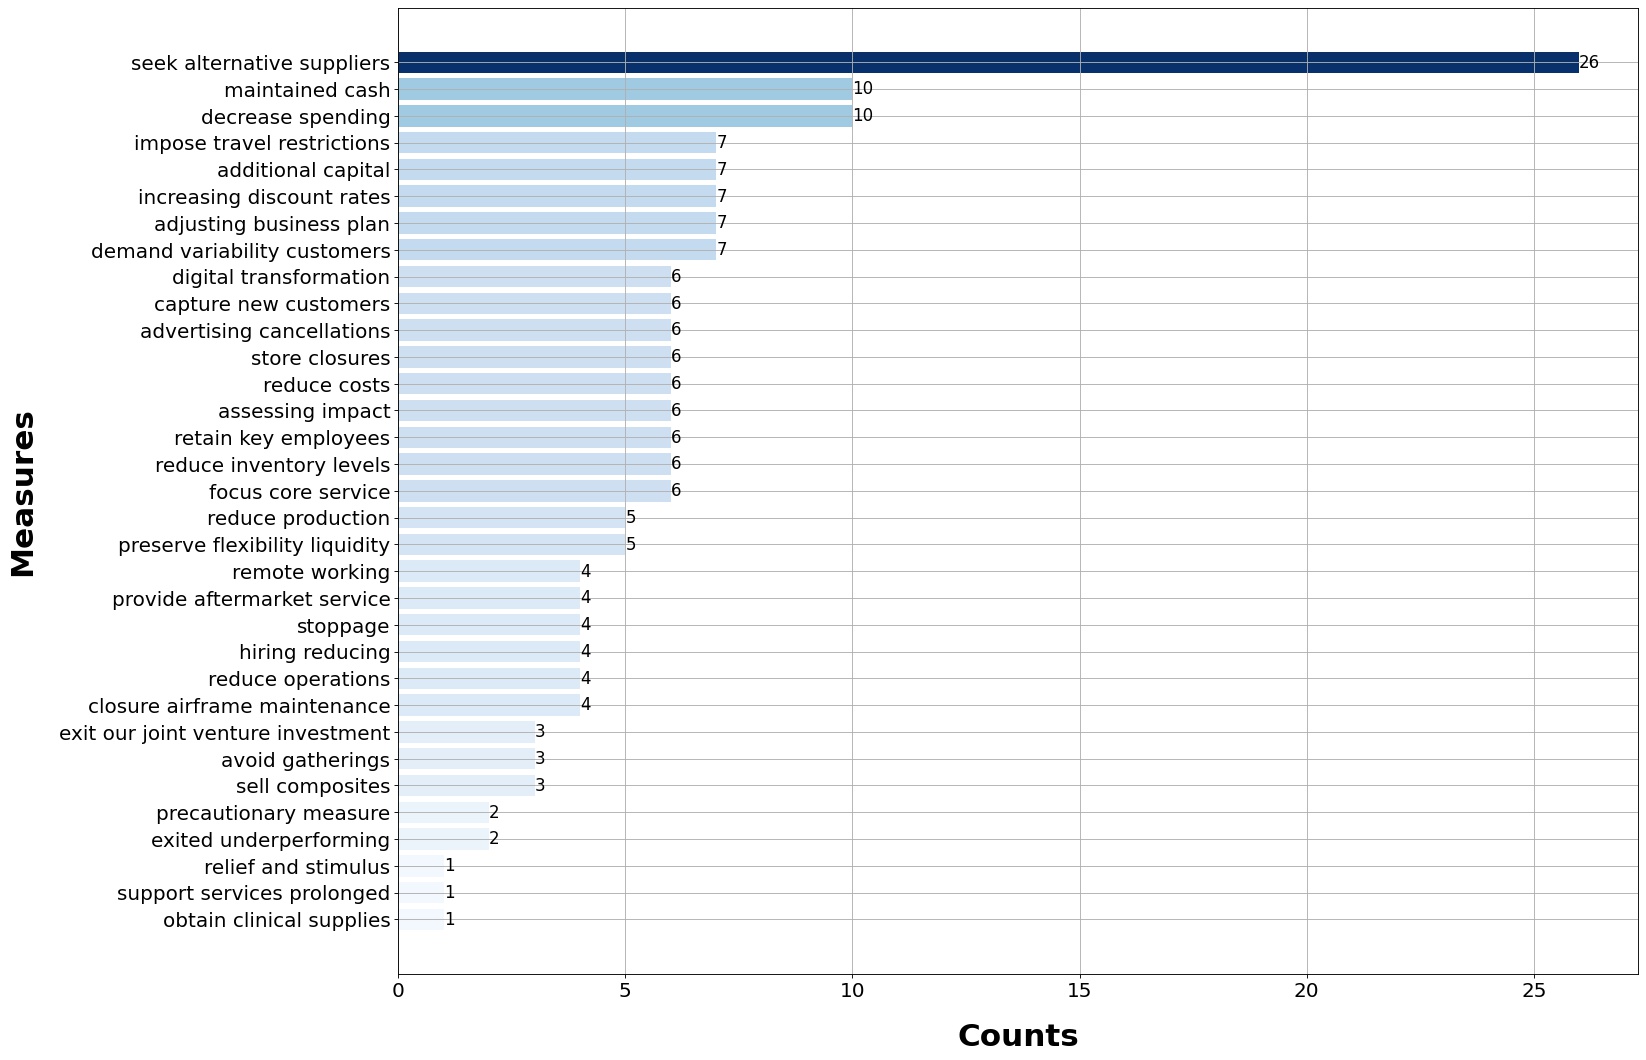 seek alternative suppliers 26
maintained cash 10
decrease spending 10
impose travel restrictions 7
additional capital 7
increasing discount rates 7
adjusting business plan 7
demand variability customers 7
digital transformation 6
capture new customers 6
advertising cancellations 6
store closures 6
reduce costs 6
assessing impact 6
retain key employees 6
reduce inventory levels 6
focus core service 6
reduce production 5
preserve flexibility liquidity 5
remote working 4
provide aftermarket service 4
stoppage 4
hiring reducing 4
reduce operations 4
closure airframe maintenance 4
exit our joint venture investment 3
avoid gatherings 3
sell composites 3
precautionary measure 2
exited underperforming 2
relief and stimulus 1
support services prolonged 1
obtain clinical supplies 1
Measures
0 5 10 15 20 25
Counts